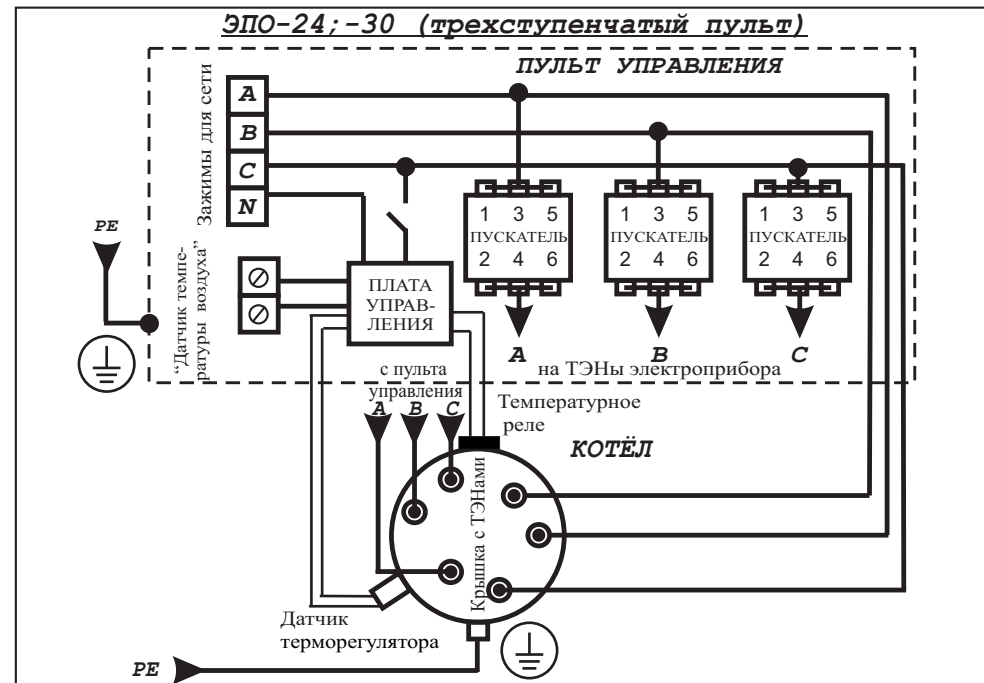 ЭПО-24;-30 (трехступенчатый пульт)
ПУЛЬТ УПРАВЛЕНИЯ
Зажимы для сети
A
B
C
N
PE
“Датчик темпе-
ратуры воздуха”
ПЛАТА
УПРАВ-
ЛЕНИЯ
1 3 5
ПУСКАТЕЛЬ
2 4 6
1 3 5
ПУСКАТЕЛЬ
2 4 6
1 3 5
ПУСКАТЕЛЬ
2 4 6
A
B
C
на ТЭНы электроприбора
с пульта
управления
A B C
Температурное
реле
КОТЁЛ
Крышка с ТЭНами
Датчик
терморегулятора
PE